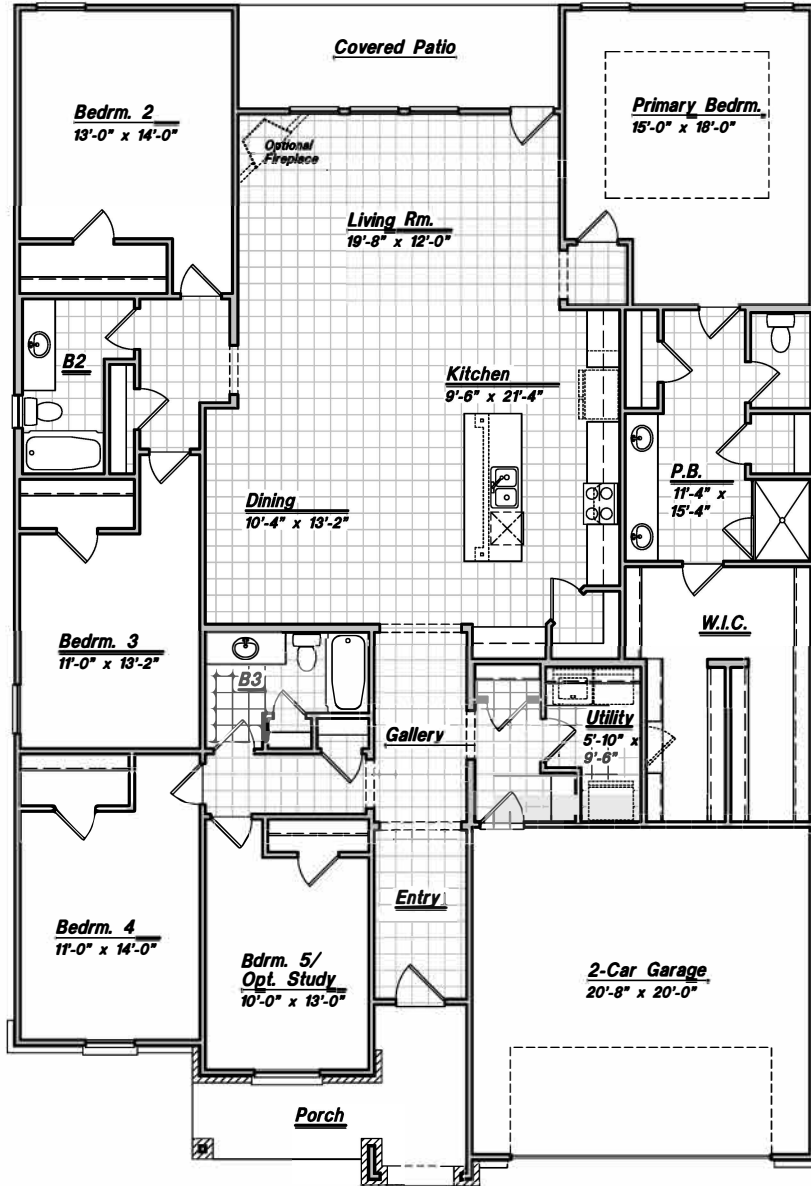 Covered Patio
Bedrm. 2
13'-0" x 14'-0"
Primary Bedrm.
15'-0" x 18'-0"
Optional
Fireplace
Living Rm.
19'-8" x 12'-0"
B2
Kitchen
9'-6" x 21'-4"
P.B.
11'-4" x
15'-4"
Dining
10'-4" x 13'-2"
Bedrm. 3
11'-0" x 13'-2"
W.I.C.
B3
Gallery
Utility
5'-10" x
9'-6"
Entry
Bedrm. 4
11'-0" x 14'-0"
Bdrm. 5/
Opt. Study
10'-0" x 13'-0"
2-Car Garage
20'-8" x 20'-0"
Porch